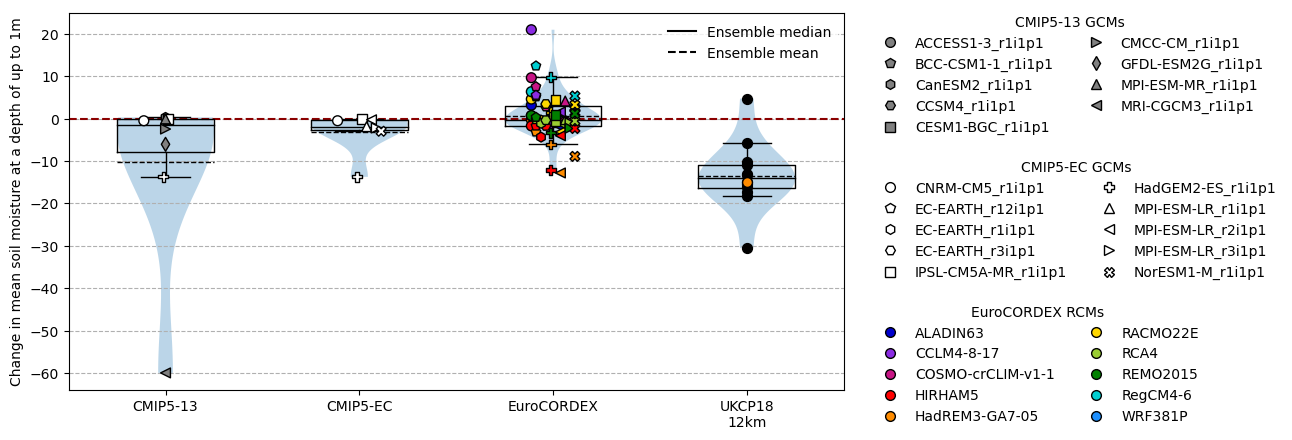 Change in mean soil moisture at a depth of up to 1m
20
10
0
−10
−20
−30
−40
−50
−60
CMIP5-13
CMIP5-EC
EuroCORDEX
UKCP18
12km
Ensemble median
Ensemble mean
CMIP5-13 GCMs
ACCESS1-3_r1i1p1
BCC-CSM1-1_r1i1p1
CanESM2_r1i1p1
CCSM4_r1i1p1
CESM1-BGC_r1i1p1
CMCC-CM_r1i1p1
GFDL-ESM2G_r1i1p1
MPI-ESM-MR_r1i1p1
MRI-CGCM3_r1i1p1
CMIP5-EC GCMs
CNRM-CM5_r1i1p1
EC-EARTH_r12i1p1
EC-EARTH_r1i1p1
EC-EARTH_r3i1p1
IPSL-CM5A-MR_r1i1p1
HadGEM2-ES_r1i1p1
MPI-ESM-LR_r1i1p1
MPI-ESM-LR_r2i1p1
MPI-ESM-LR_r3i1p1
NorESM1-M_r1i1p1
EuroCORDEX RCMs
ALADIN63
CCLM4-8-17
COSMO-crCLIM-v1-1
HIRHAM5
HadREM3-GA7-05
RACMO22E
RCA4
REMO2015
RegCM4-6
WRF381P